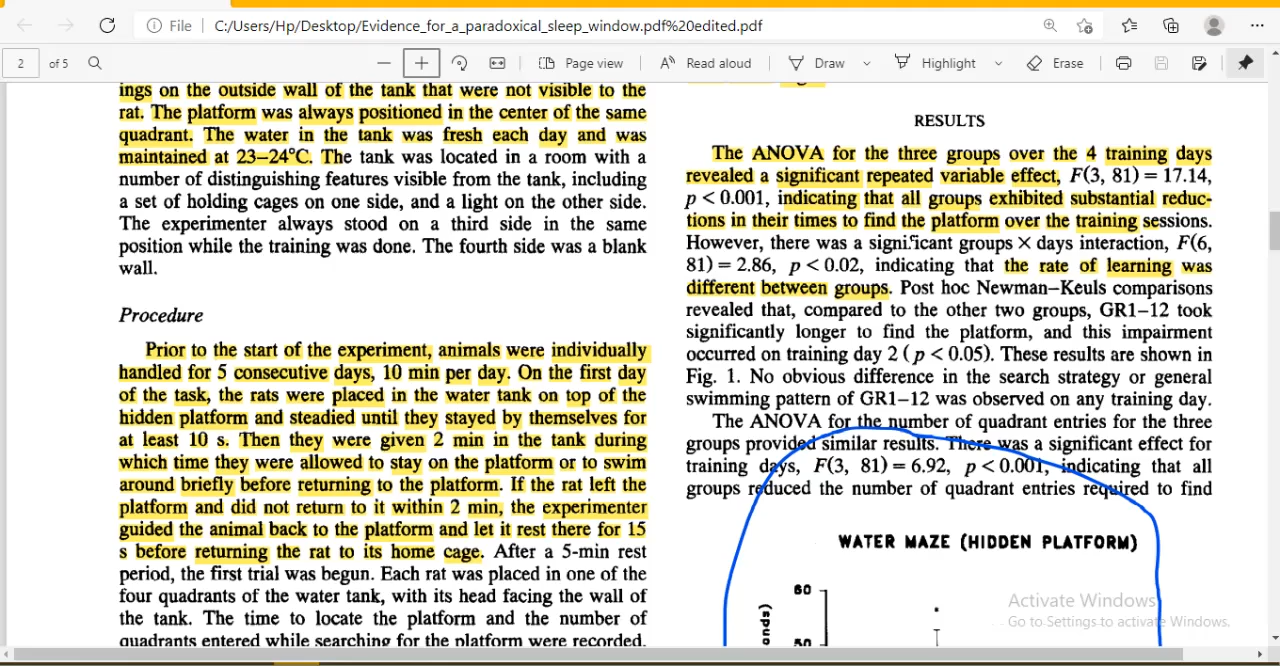 File
C:/Users/Hp/Desktop/Evidence_for_a_paradoxical_sleep_window.pdf%20edited.pdf
2 of 5
Page view
Read aloud
Draw
Highlight
Erase
ings on the outside wall of the tank that were not visible to the
rat. The platform was always positioned in the center of the same
quadrant. The water in the tank was fresh each day and was
maintained at 23–24°C. The tank was located in a room with a
number of distinguishing features visible from the tank, including
a set of holding cages on one side, and a light on the other side.
The experimenter always stood on a third side in the same
position while the training was done. The fourth side was a blank
wall.
Procedure
Prior to the start of the experiment, animals were individually
handled for 5 consecutive days, 10 min per day. On the first day
of the task, the rats were placed in the water tank on top of the
hidden platform and steadied until they stayed by themselves for
at least 10 s. Then they were given 2 min in the tank during
which time they were allowed to stay on the platform or to swim
around briefly before returning to the platform. If the rat left the
platform and did not return to it within 2 min, the experimenter
guided the animal back to the platform and let it rest there for 15
s before returning the rat to its home cage. After a 5-min rest
period, the first trial was begun. Each rat was placed in one of the
four quadrants of the water tank, with its head facing the wall of
the tank. The time to locate the platform and the number of
quadrants entered while searching for the platform were recorded.
RESULTS
The ANOVA for the three groups over the 4 training days
revealed a significant repeated variable effect, F(3, 81) = 17.14,
p < 0.001, indicating that all groups exhibited substantial reduc-
tions in their times to find the platform over the training sessions.
However, there was a significant groups × days interaction, F(6,
81) = 2.86, p < 0.02, indicating that the rate of learning was
different between groups. Post hoc Newman–Keuls comparisons
revealed that, compared to the other two groups, GR1–12 took
significantly longer to find the platform, and this impairment
occurred on training day 2 (p < 0.05). These results are shown in
Fig. 1. No obvious difference in the search strategy or general
swimming pattern of GR1–12 was observed on any training day.
The ANOVA for the number of quadrant entries for the three
groups provided similar results. There was a significant effect for
training days, F(3, 81) = 6.92, p < 0.001, indicating that all
groups reduced the number of quadrant entries required to find
WATER MAZE (HIDDEN PLATFORM)
60
50
Activate Windows
Go to Settings to activate Windows.